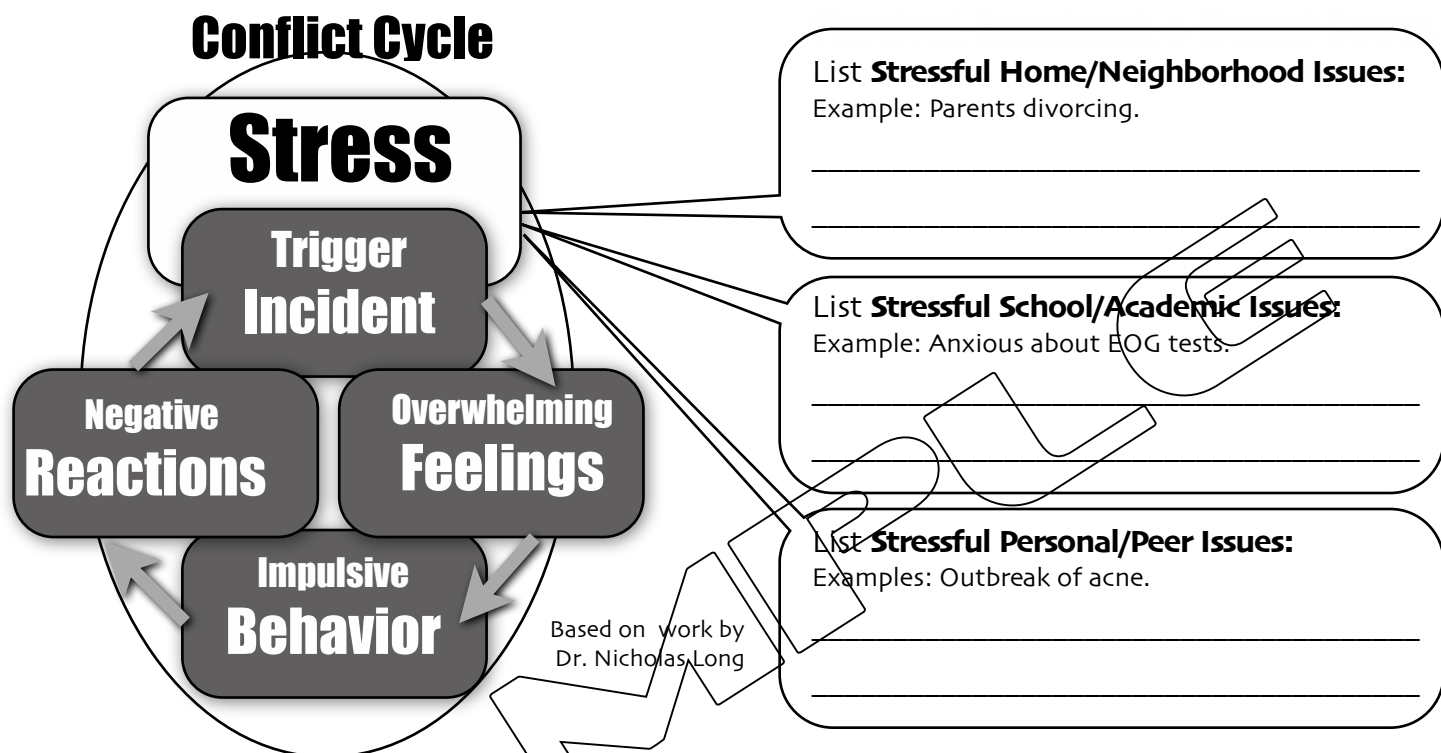 Conflict Cycle
Stress
Trigger
Incident
Overwhelming
Feelings
Impulsive
Behavior
Negative
Reactions
Based on work by
Dr. Nicholas Long
List Stressful Home/Neighborhood Issues:
Example: Parents divorcing.
List Stressful School/Academic Issues:
Example: Anxious about EOG tests.
List Stressful Personal/Peer Issues:
Examples: Outbreak of acne.